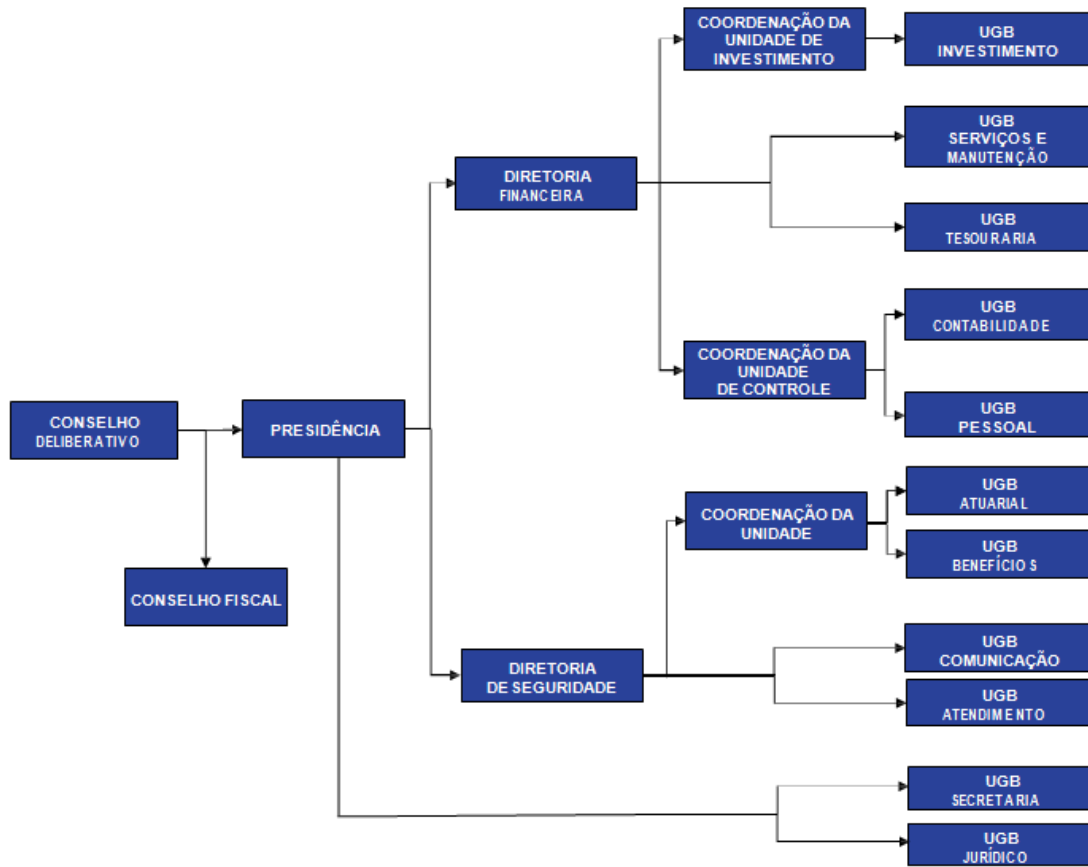 COORDENAÇÃO DA
UNIDADE DE
INVESTIMENTO
UGB
INVESTIMENTO
UGB
SERVIÇOS E
MANUTENÇÃO
DIRETORIA
FINANCEIRA
UGB
TESOURARIA
UGB
CONTABILIDADE
COORDENAÇÃO DA
UNIDADE
DE CONTROLE
UGB
PESSOAL
CONSELHO
DELIBERATIVO
PRESIDÊNCIA
UGB
ATUARIAL
COORDENAÇÃO DA
UNIDADE
UGB
BENEFÍCIOS
CONSELHO FISCAL
UGB
COMUNICAÇÃO
DIRETORIA
DE SEGURIDADE
UGB
ATENDIMENTO
UGB
SECRETARIA
UGB
JURÍDICO